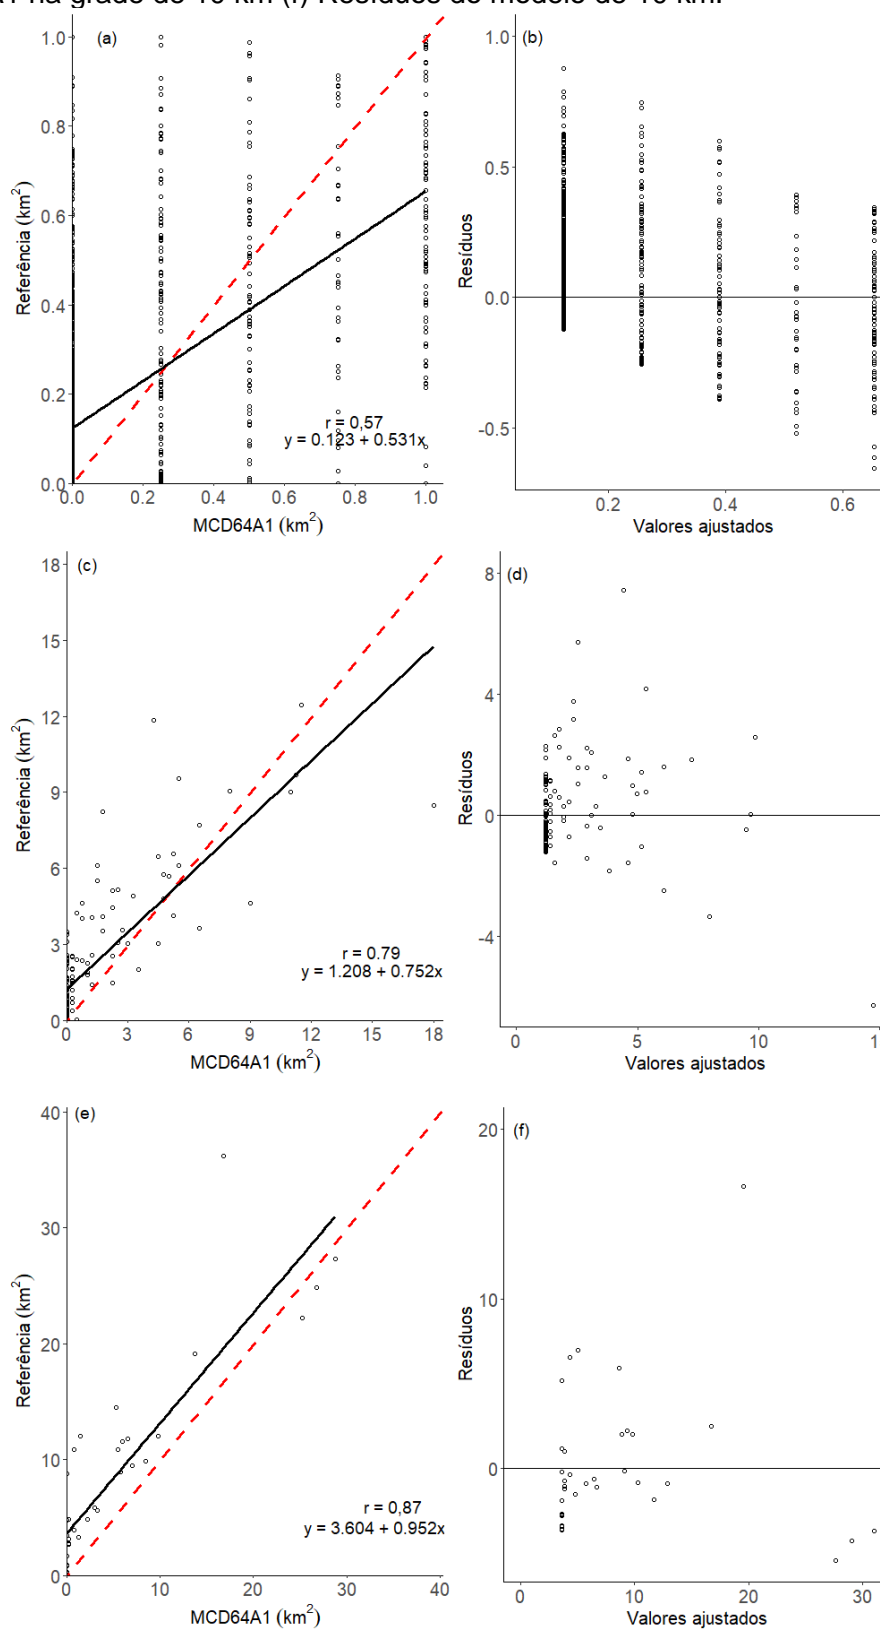 na grade de 10 km (f) Resíduos do modelo de 10 km.
(a)
1.0
0.8
0.6
0.4
0.2
0.0
Referência (km²)
r = 0,57
y = 0.123 + 0.531x
0.0 0.2 0.4 0.6 0.8 1.0
MCD64A1 (km²)
(b)
1.0
0.5
0.0
-0.5
Resíduos
0.2 0.4 0.6
Valores ajustados
(c)
18
15
12
9
6
3
0
Referência (km²)
r = 0.79
y = 1.208 + 0.752x
0 3 6 9 12 15 18
MCD64A1 (km²)
(d)
8
4
0
-4
Resíduos
0 5 10 1
Valores ajustados
(e)
40
30
20
10
0
Referência (km²)
r = 0,87
y = 3.604 + 0.952x
0 10 20 30 40
MCD64A1 (km²)
(f)
20
10
0
Resíduos
0 10 20 30
Valores ajustados